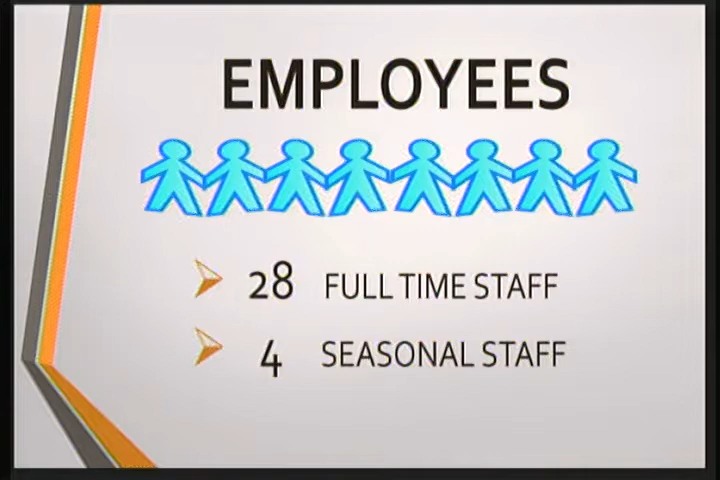 EMPLOYEES
28 FULL TIME STAFF
4 SEASONAL STAFF